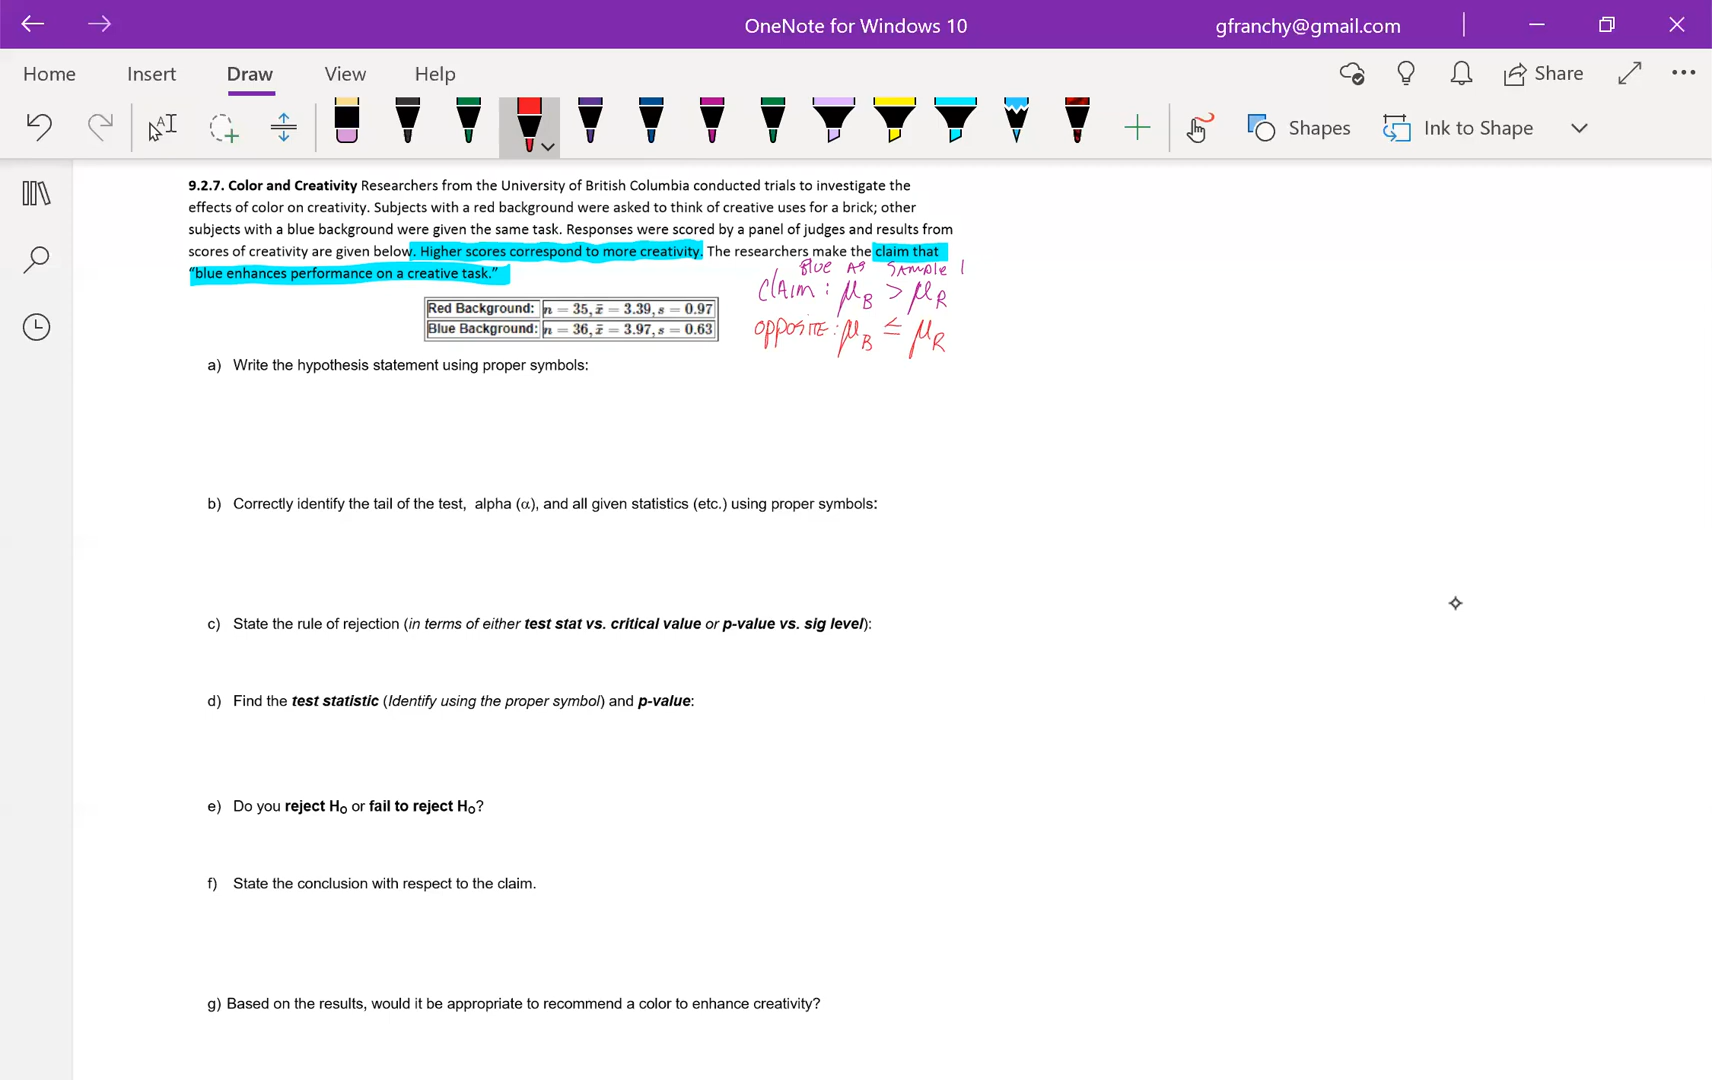 OneNote for Windows 10
gfranchy@gmail.com
Home Insert Draw View Help
Share
Shapes
Ink to Shape
9.2.7. Color and Creativity Researchers from the University of British Columbia conducted trials to investigate the
effects of color on creativity. Subjects with a red background were asked to think of creative uses for a brick; other
subjects with a blue background were given the same task. Responses were scored by a panel of judges and results from
scores of creativity are given below. Higher scores correspond to more creativity. The researchers make the claim that
“blue enhances performance on a creative task.”
Blue As Sample 1
Claim: μB > μR
Opposite: μB ≤ μR
Red Background: n = 35, x̄ = 3.39, s = 0.97
Blue Background: n = 36, x̄ = 3.97, s = 0.63
a) Write the hypothesis statement using proper symbols:
b) Correctly identify the tail of the test, alpha (α), and all given statistics (etc.) using proper symbols:
c) State the rule of rejection (in terms of either test stat vs. critical value or p-value vs. sig level):
d) Find the test statistic (Identify using the proper symbol) and p-value:
e) Do you reject H₀ or fail to reject H₀?
f) State the conclusion with respect to the claim.
g) Based on the results, would it be appropriate to recommend a color to enhance creativity?